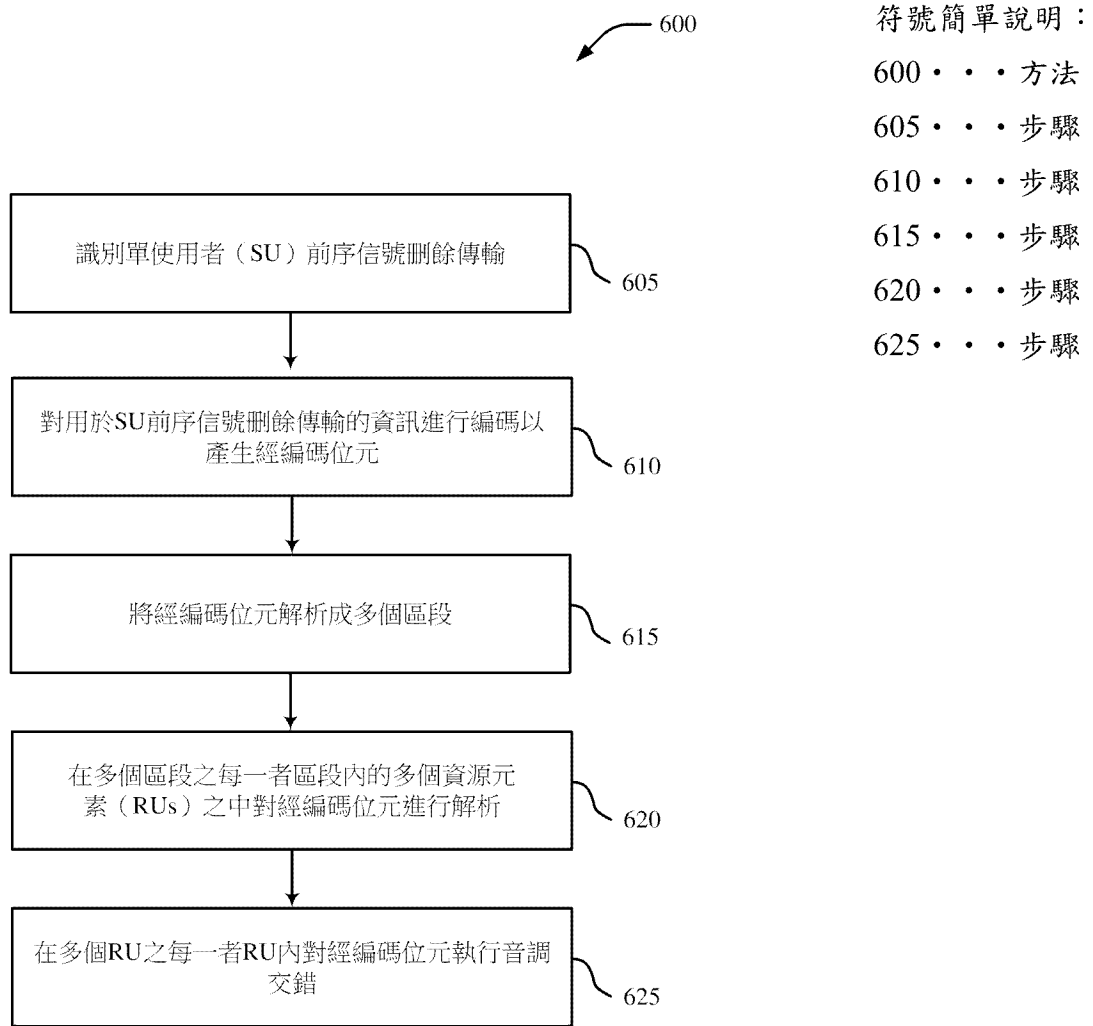 600
符號簡單說明：
600・・・方法
605・・・步驟
610・・・步驟
615・・・步驟
620・・・步驟
625・・・步驟
識別單使用者（SU）前序信號刪餘傳輸
605
對用於SU前序信號刪餘傳輸的資訊進行編碼以
產生經編碼位元
610
將經編碼位元解析成多個區段
615
在多個區段之每一者區段內的多個資源元
素（RUs）之中對經編碼位元進行解析
620
在多個RU之每一者RU內對經編碼位元執行音調
交錯
625